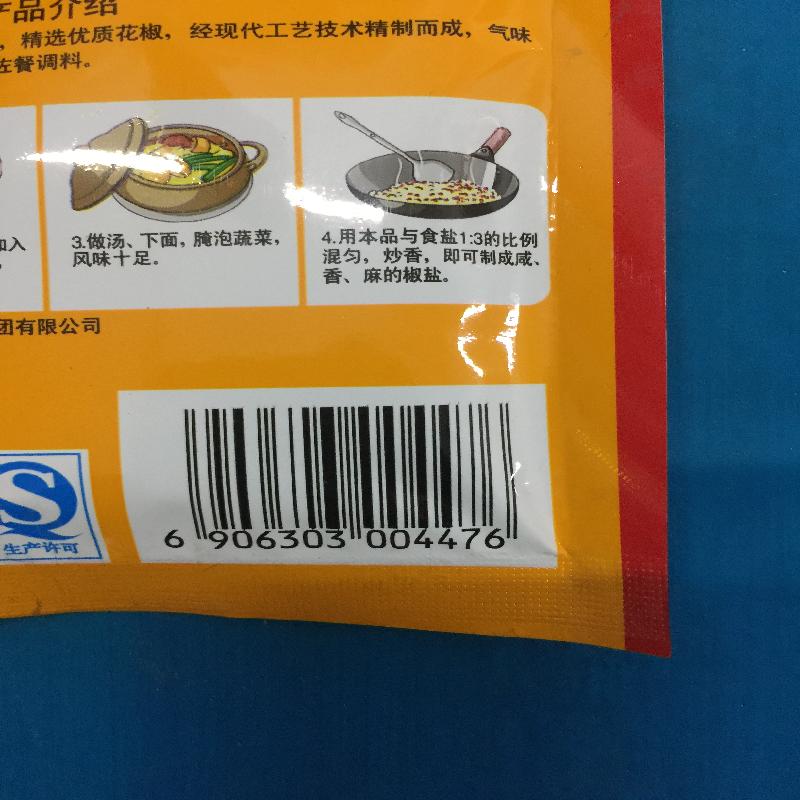 产品介绍
，精选优质花椒，经现代工艺技术精制而成，气味
佐餐调料。
加入
3.做汤、下面，腌泡蔬菜，
风味十足。
4.用本品与食盐1:3的比例
混匀，炒香，即可制成咸、
香、麻的椒盐。
团有限公司
生产许可
6 906303 004476